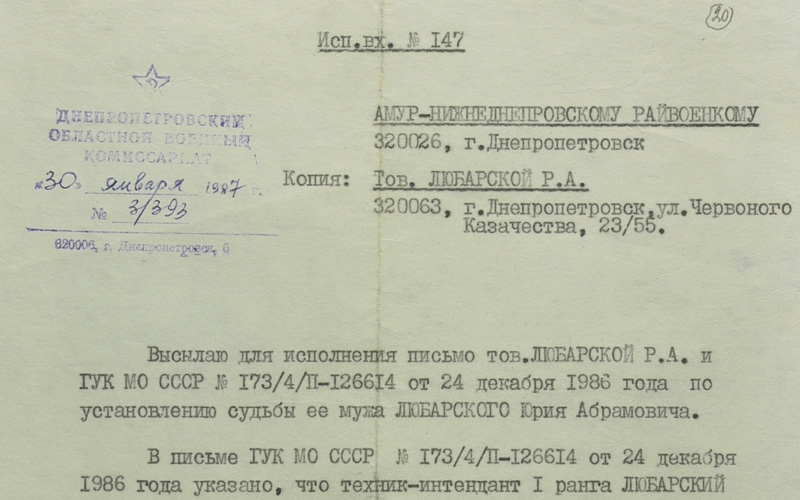 20
Исп.вх. № 147
ДНЕПРОПЕТРОВСКИЙ
ОБЛАСТНОЙ ВОЕННЫЙ
КОМИССАРИАТ
"30" января 1987 г.
№ 3/393
320006, г. Днепропетровск, 6
АМУР-НИЖНЕДНЕПРОВСКОМУ РАЙВОЕНКОМУ
320026, г.Днепропетровск
Копия: Тов. ЛЮБАРСКОЙ Р.А.
320063, г.Днепропетровск,ул.Червоного
Казачества, 23/55.
Высылаю для исполнения письмо тов.ЛЮБАРСКОЙ Р.А. и
ГУК МО СССР № 173/4/П-126614 от 24 декабря 1986 года по
установлению судьбы ее мужа ЛЮБАРСКОГО Юрия Абрамовича.
В письме ГУК МО СССР № 173/4/П-126614 от 24 декабря
1986 года указано, что техник-интендант I ранга ЛЮБАРСКИЙ